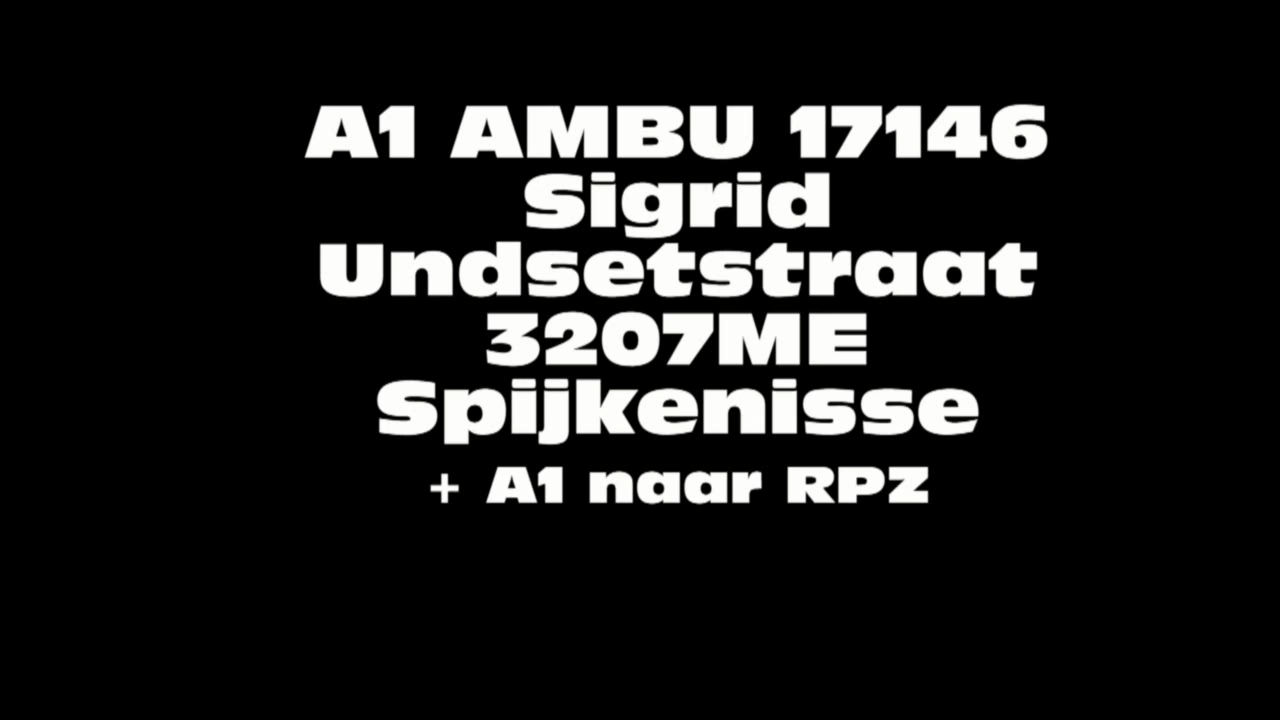 A1 AMBU 17146
Sigrid
Undsetstraat
3207ME
Spijkenisse
+ A1 naar RPZ